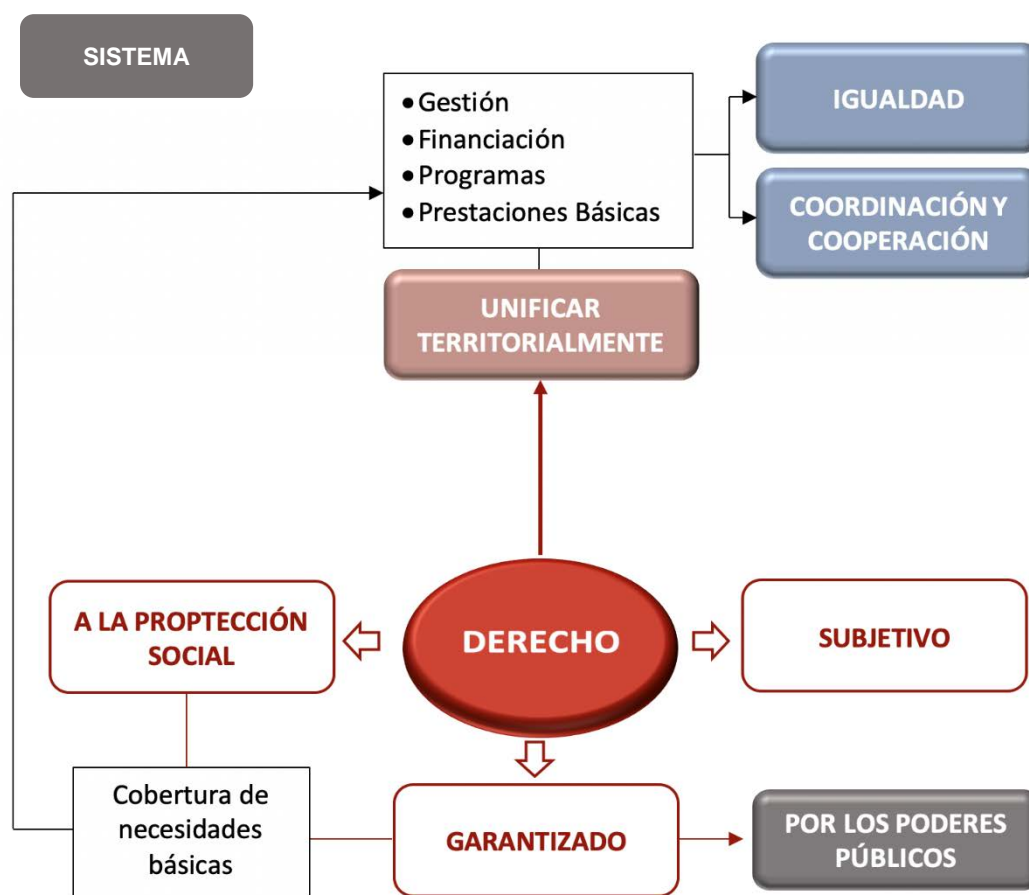 SISTEMA
• Gestión
• Financiación
• Programas
• Prestaciones Básicas
IGUALDAD
COORDINACIÓN Y
COOPERACIÓN
UNIFICAR
TERRITORIALMENTE
A LA PROPTECCIÓN
SOCIAL
DERECHO
SUBJETIVO
Cobertura de
necesidades
básicas
GARANTIZADO
POR LOS PODERES
PÚBLICOS